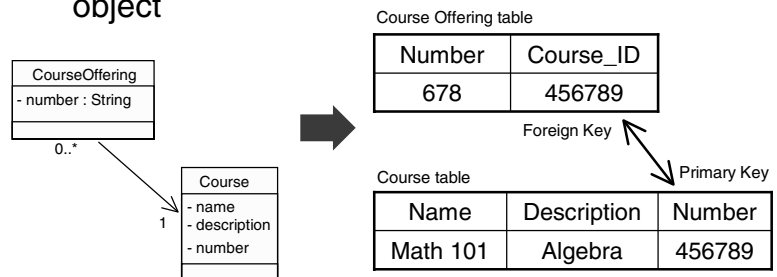 object
CourseOffering
- number : String
0..*
1
Course
- name
- description
- number
Course Offering table
Number Course_ID
678 456789
Foreign Key
Primary Key
Course table
Name Description Number
Math 101 Algebra 456789